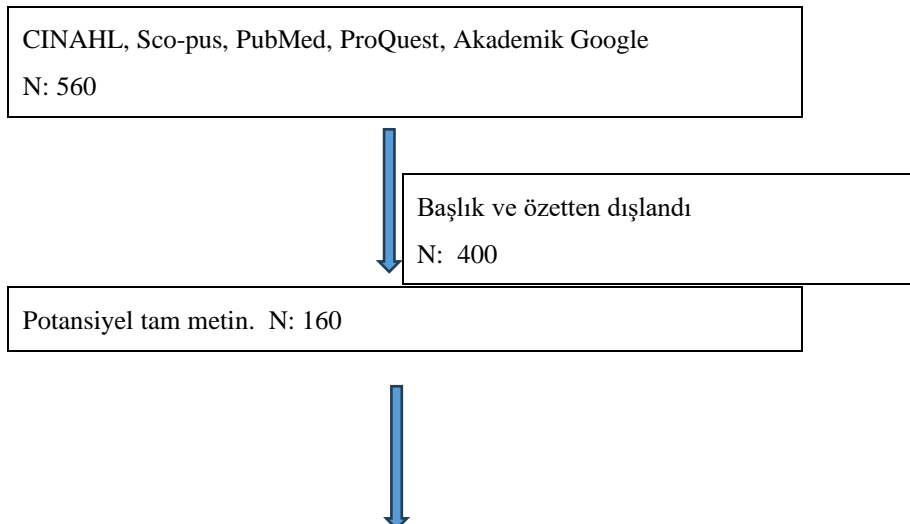 CINAHL, Sco-pus, PubMed, ProQuest, Akademik Google
N: 560
Başlık ve özetten dışlandı
N: 400
Potansiyel tam metin. N: 160